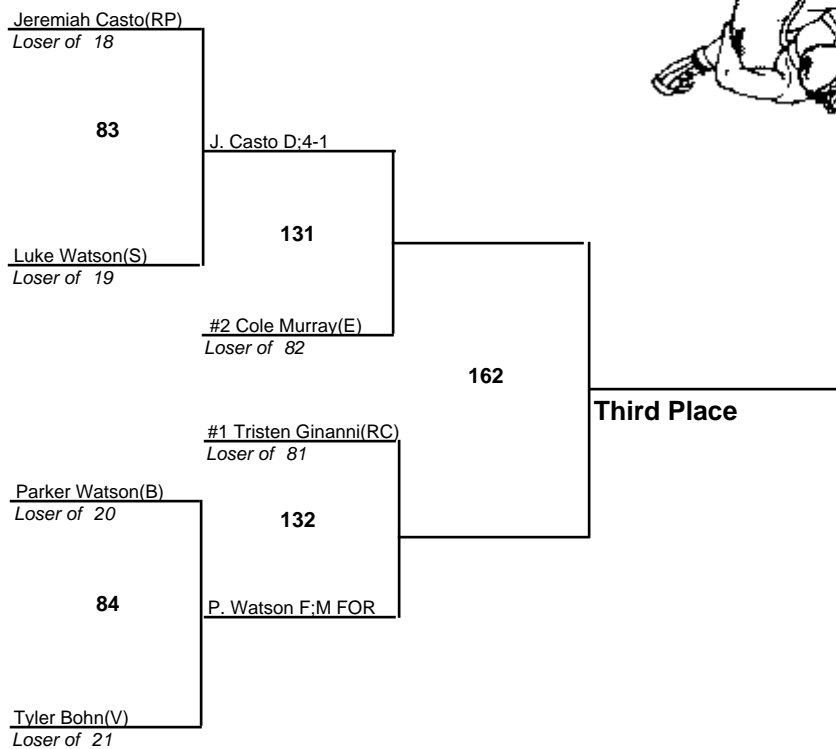 Jeremiah Casto(RP)
Loser of 18
83
J. Casto D;4-1
131
Luke Watson(S)
Loser of 19
#2 Cole Murray(E)
Loser of 82
162
Third Place
#1 Tristen Ginanni(RC)
Loser of 81
Parker Watson(B)
Loser of 20
132
84
P. Watson F;M FOR
Tyler Bohn(V)
Loser of 21